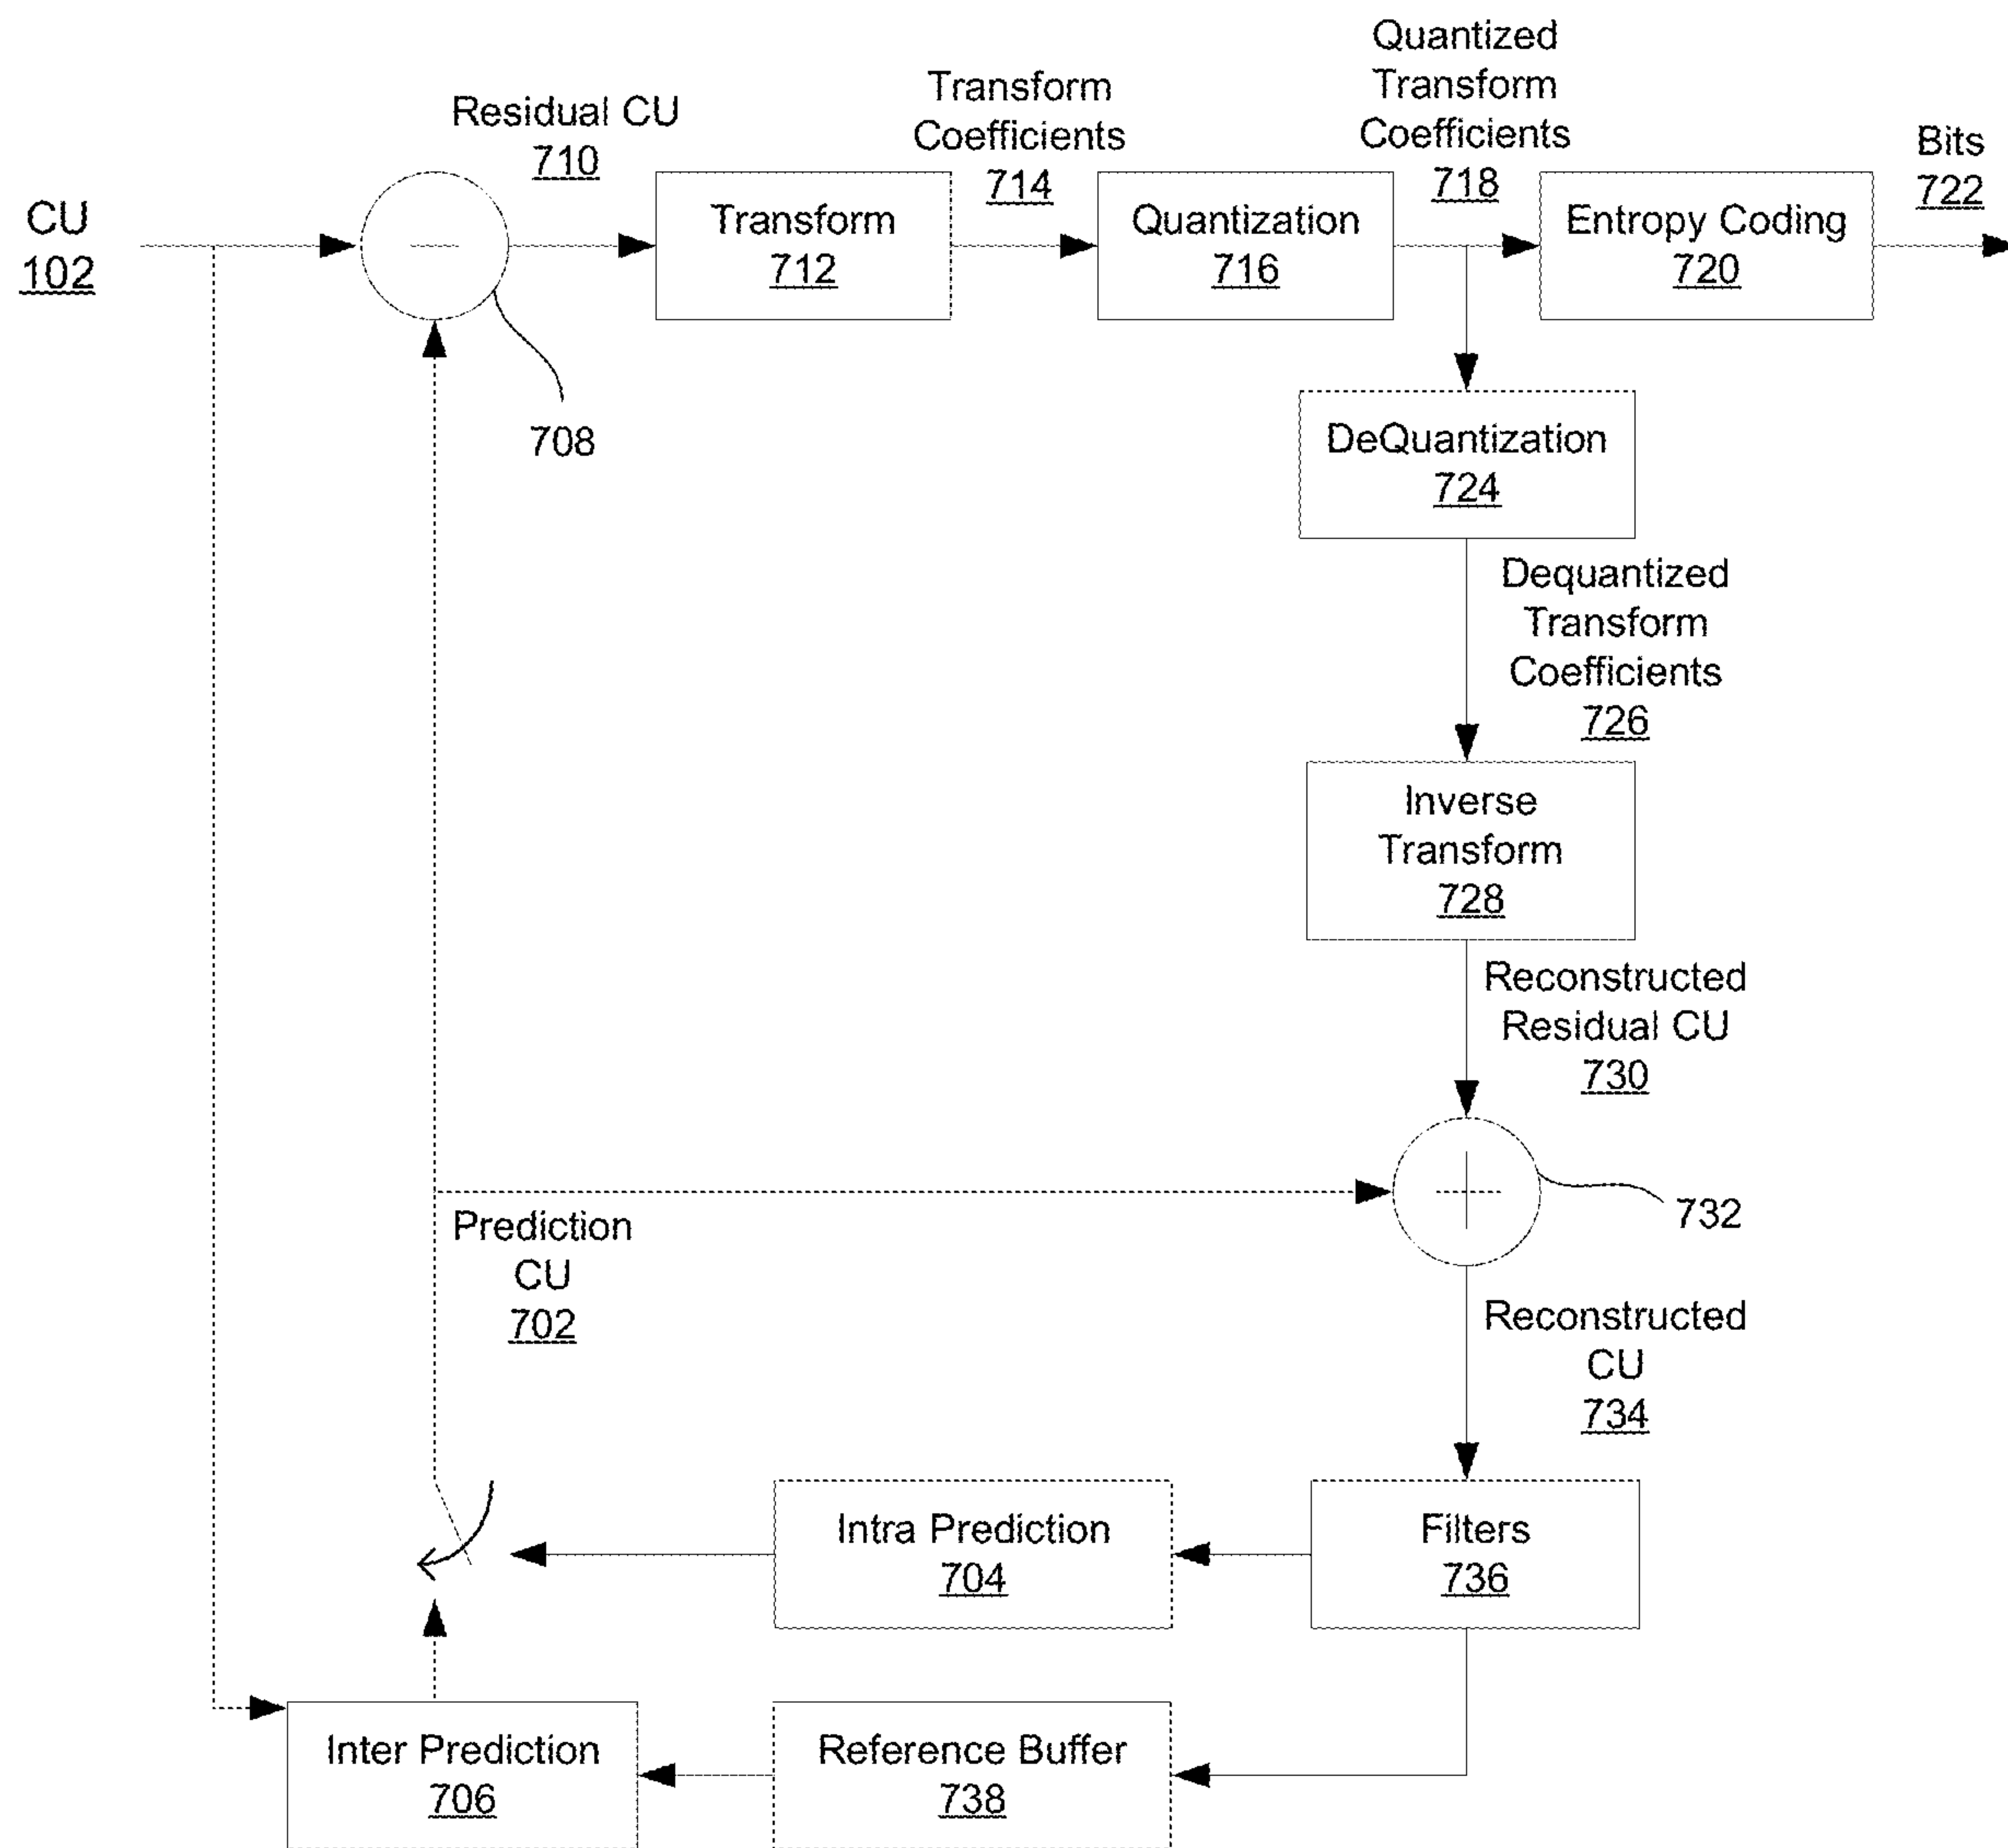 CU
102
Residual CU
710
Transform
712
Transform
Coefficients
714
Quantization
716
Quantized
Transform
Coefficients
718
Entropy Coding
720
Bits
722
708
DeQuantization
724
Dequantized
Transform
Coefficients
726
Inverse
Transform
728
Reconstructed
Residual CU
730
732
Prediction
CU
702
Reconstructed
CU
734
Intra Prediction
704
Filters
736
Inter Prediction
706
Reference Buffer
738